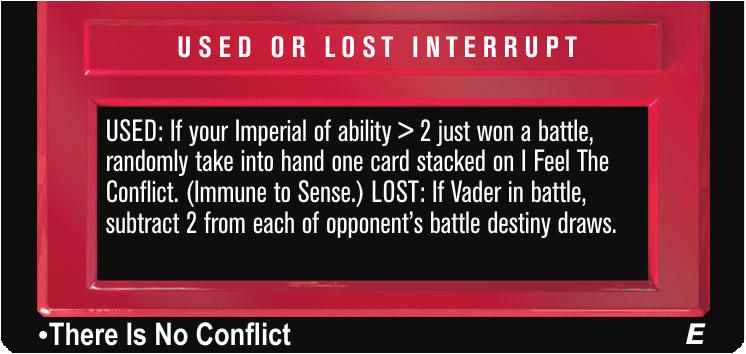 USED OR LOST INTERRUPT
USED: If your Imperial of ability > 2 just won a battle,
randomly take into hand one card stacked on I Feel The
Conflict. (Immune to Sense.) LOST: If Vader in battle,
subtract 2 from each of opponent's battle destiny draws.
•There Is No Conflict
E